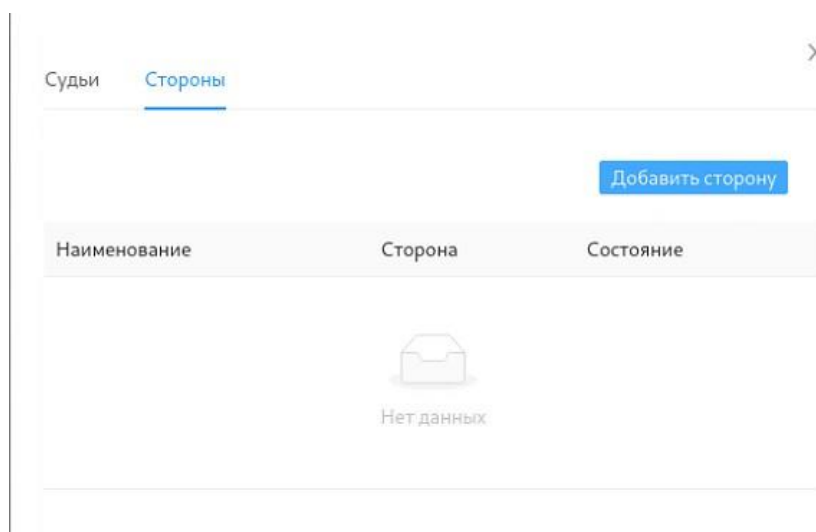 Судьи Стороны
Добавить сторону
Наименование Сторона Состояние
Нет данных